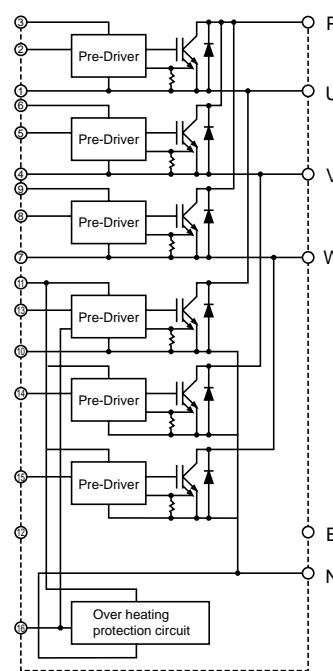 ③
P
②
Pre-Driver
①
U
⑥
⑤
Pre-Driver
④
V
⑨
⑧
Pre-Driver
⑦
W
⑪
⑬
Pre-Driver
⑩
⑭
Pre-Driver
⑮
Pre-Driver
⑫
B
N
⑯
Over heating
protection circuit